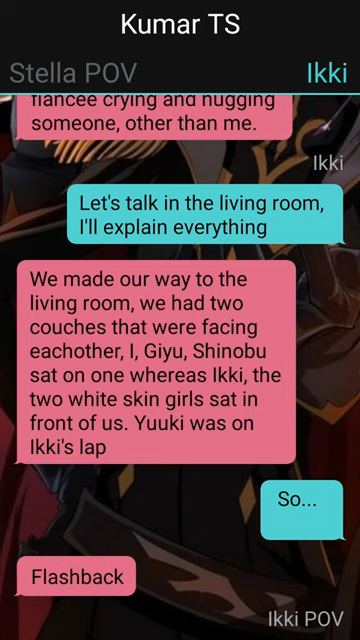 Kumar TS
Stella POV
Ikki
fiancee crying and hugging
someone, other than me.
Ikki
Let's talk in the living room,
I'll explain everything
We made our way to the
living room, we had two
couches that were facing
eachother, I, Giyu, Shinobu
sat on one whereas Ikki, the
two white skin girls sat in
front of us. Yuuki was on
Ikki's lap
So...
Flashback
Ikki POV